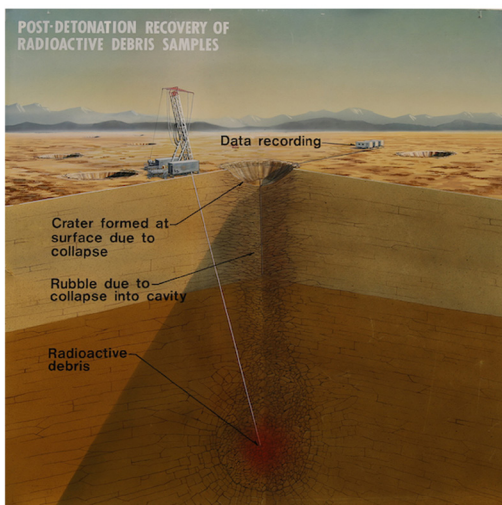 POST-DETONATION RECOVERY OF
RADIOACTIVE DEBRIS SAMPLES
Data recording
Crater formed at
surface due to
collapse
Rubble due to
collapse into cavity
Radioactive
debris